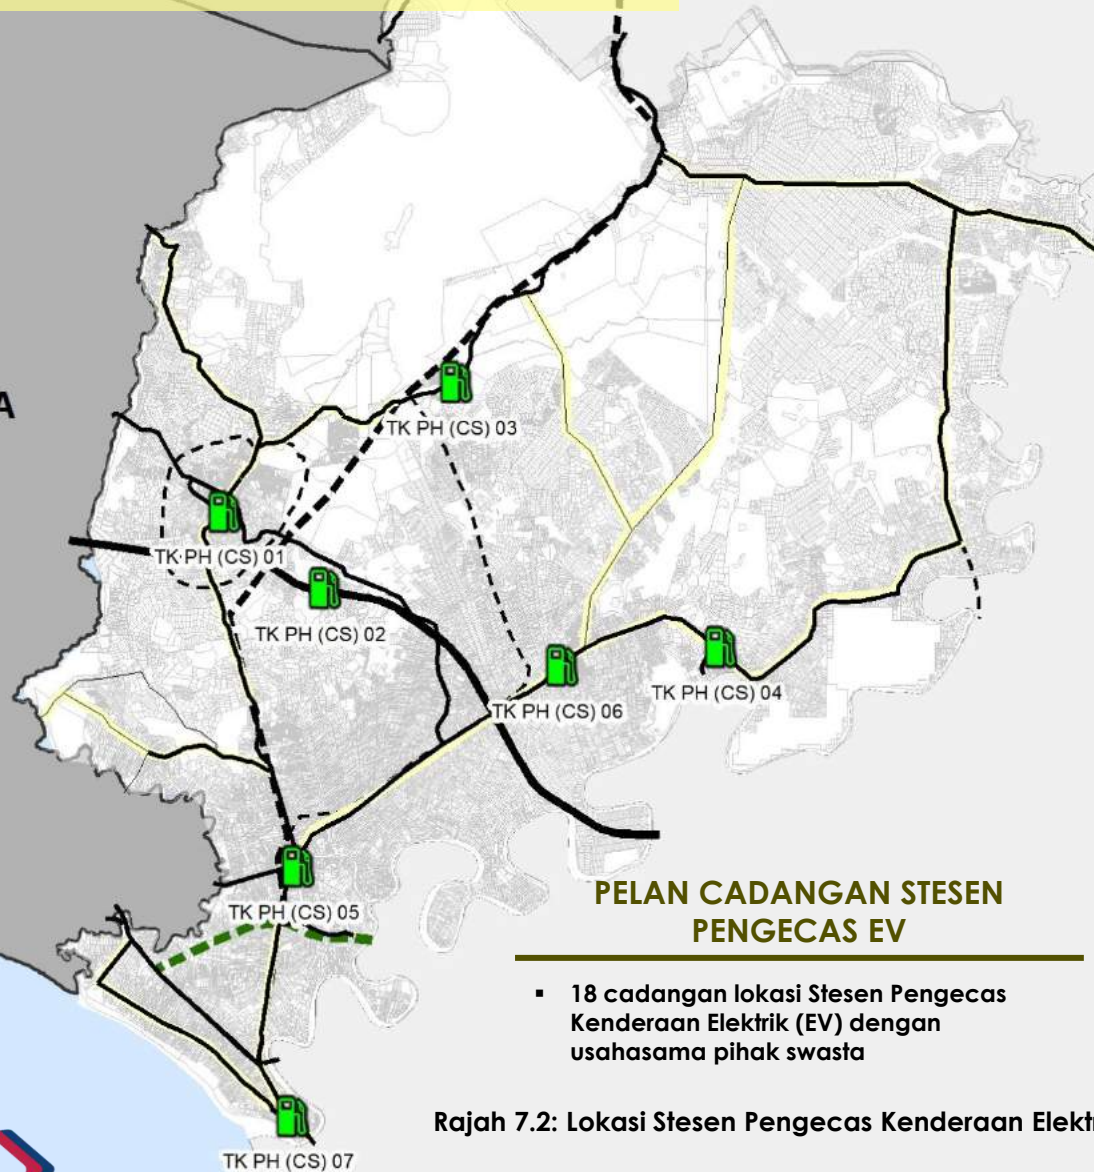 A
TK PH (CS) 03
TK PH (CS) 01
TK PH (CS) 02
TK PH (CS) 04
TK PH (CS) 06
TK PH (CS) 05
PELAN CADANGAN STESEN
PENGECAS EV
▪ 18 cadangan lokasi Stesen Pengecas
Kenderaan Elektrik (EV) dengan
usahasama pihak swasta
Rajah 7.2: Lokasi Stesen Pengecas Kenderaan Elekt
TK PH (CS) 07